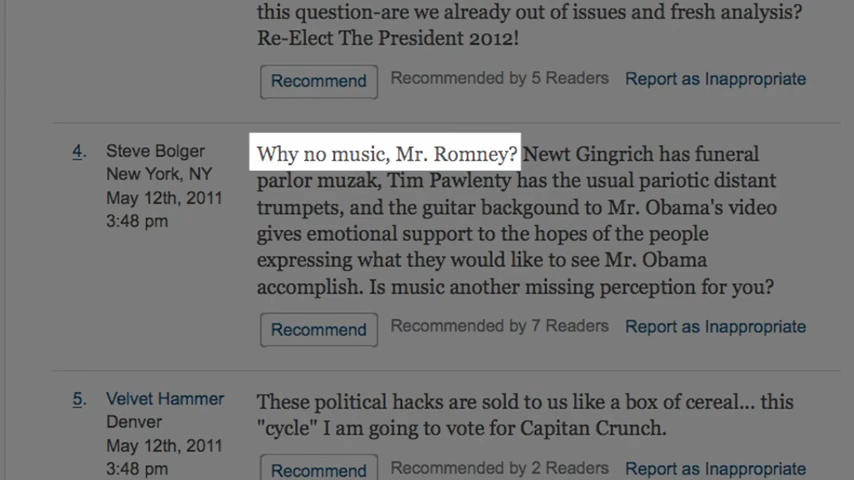 this question-are we already out of issues and fresh analysis?
Re-Elect The President 2012!
Recommend Recommended by 5 Readers Report as Inappropriate
4. Steve Bolger
New York, NY
May 12th, 2011
3:48 pm
Why no music, Mr. Romney? Newt Gingrich has funeral
parlor muzak, Tim Pawlenty has the usual pariotic distant
trumpets, and the guitar backgound to Mr. Obama's video
gives emotional support to the hopes of the people
expressing what they would like to see Mr. Obama
accomplish. Is music another missing perception for you?
Recommend Recommended by 7 Readers Report as Inappropriate
5. Velvet Hammer
Denver
May 12th, 2011
3:48 pm
These political hacks are sold to us like a box of cereal... this
"cycle" I am going to vote for Capitan Crunch.
Recommend Recommended by 2 Readers Report as Inappropriate